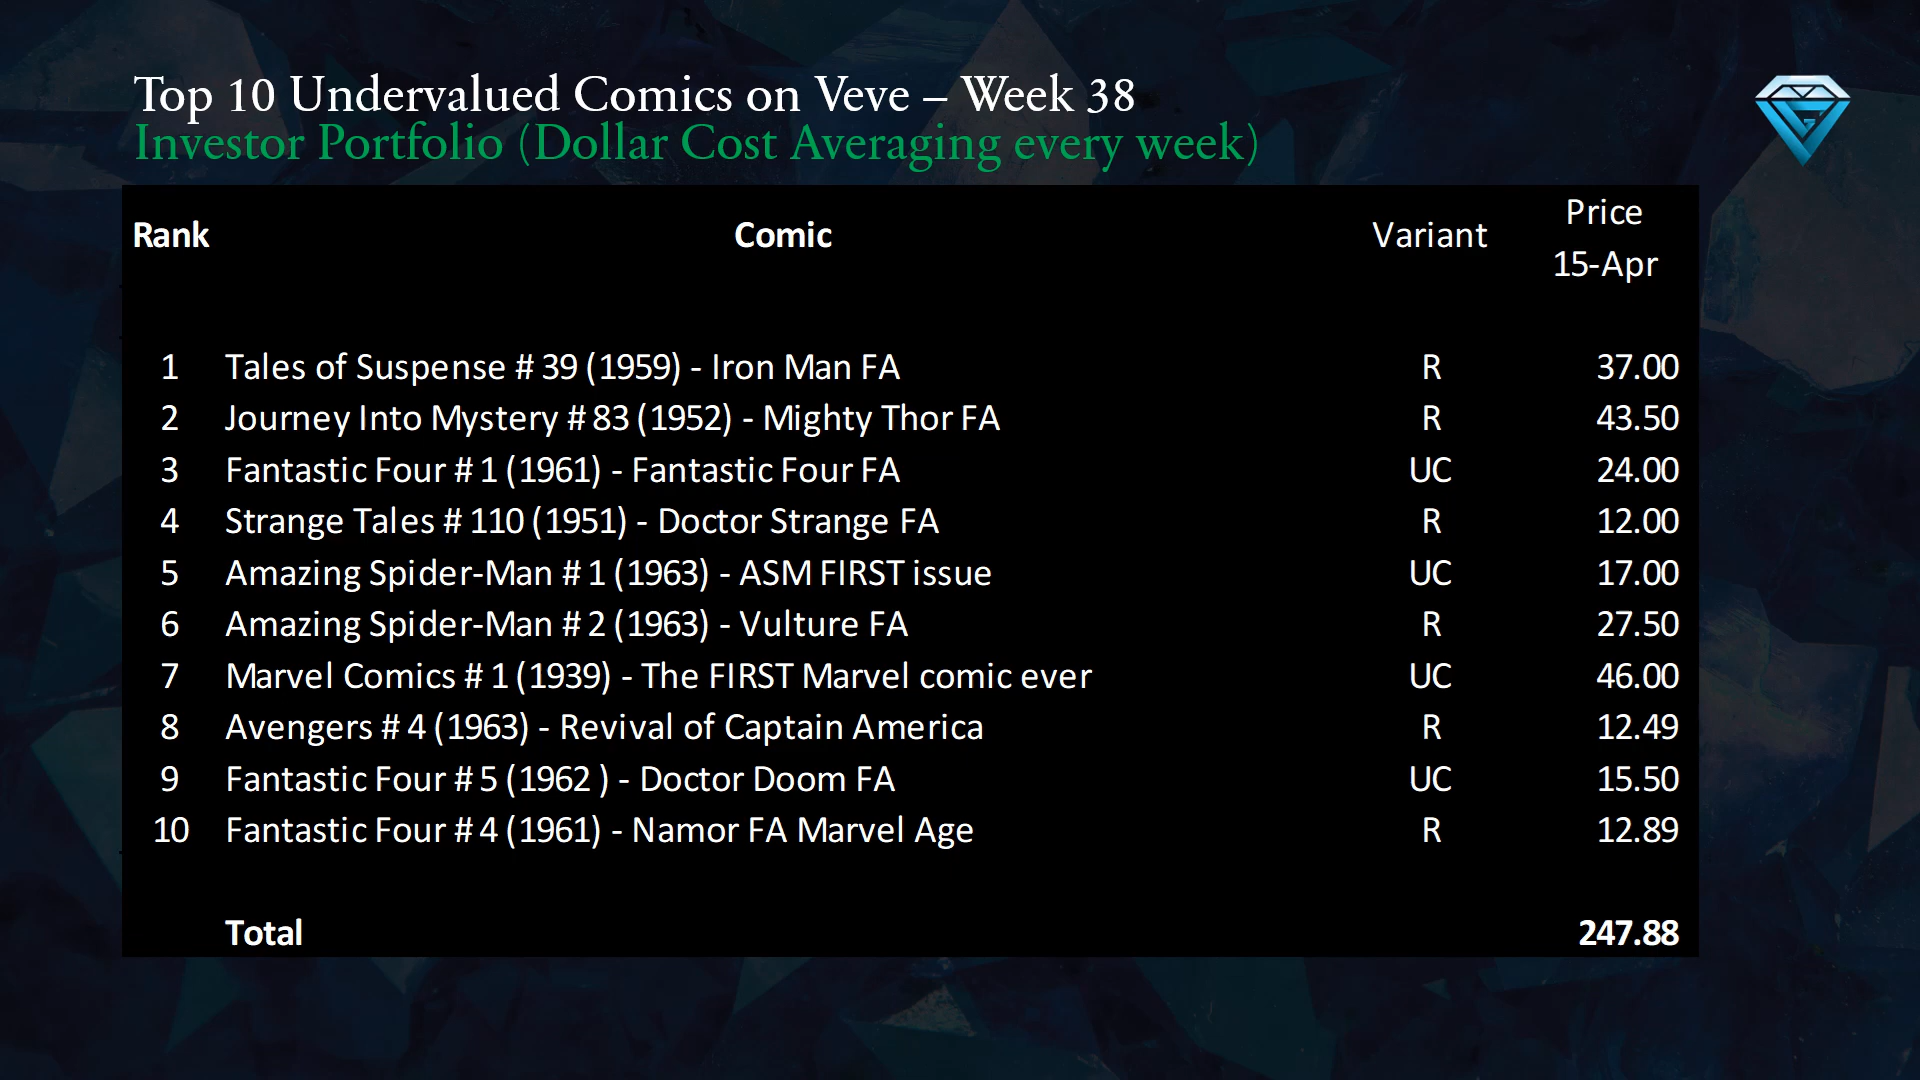 Top 10 Undervalued Comics on Veve – Week 38
Investor Portfolio (Dollar Cost Averaging every week)
Rank Comic Variant Price 15-Apr
1 Tales of Suspense # 39 (1959) - Iron Man FA R 37.00
2 Journey Into Mystery # 83 (1952) - Mighty Thor FA R 43.50
3 Fantastic Four # 1 (1961) - Fantastic Four FA UC 24.00
4 Strange Tales # 110 (1951) - Doctor Strange FA R 12.00
5 Amazing Spider-Man # 1 (1963) - ASM FIRST issue UC 17.00
6 Amazing Spider-Man # 2 (1963) - Vulture FA R 27.50
7 Marvel Comics # 1 (1939) - The FIRST Marvel comic ever UC 46.00
8 Avengers # 4 (1963) - Revival of Captain America R 12.49
9 Fantastic Four # 5 (1962 ) - Doctor Doom FA UC 15.50
10 Fantastic Four # 4 (1961) - Namor FA Marvel Age R 12.89
Total 247.88